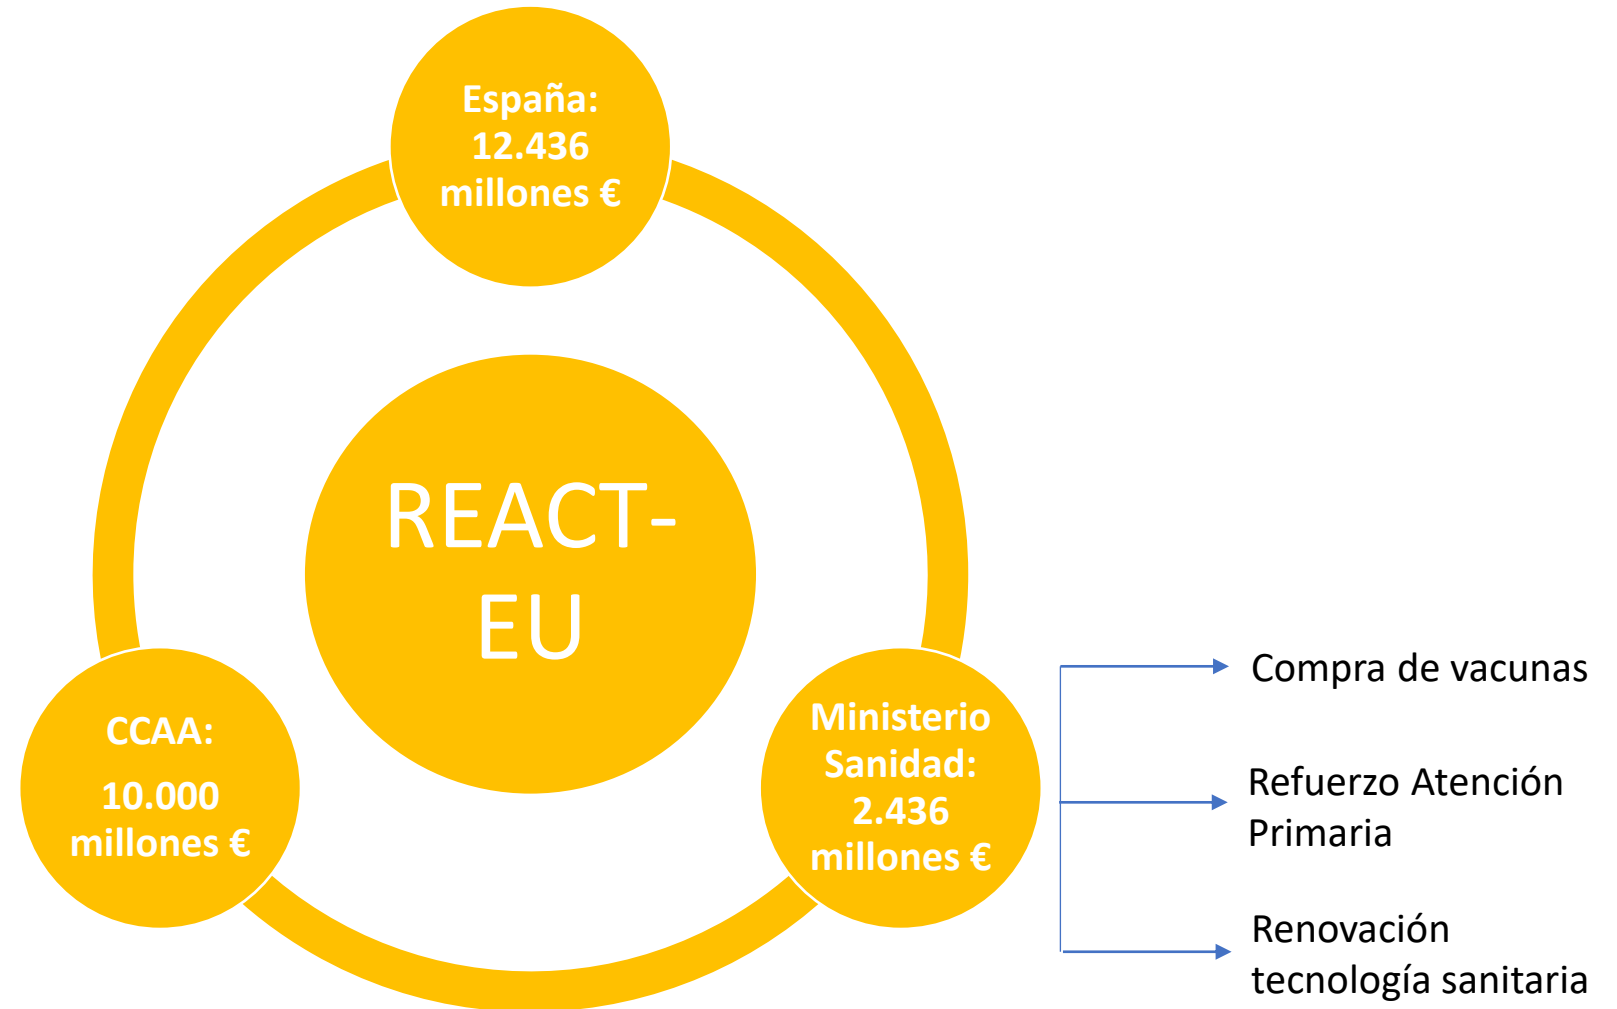 España:
12.436
millones €
REACT-
EU
CCAA:
10.000
millones €
Ministerio
Sanidad:
2.436
millones €
Compra de vacunas
Refuerzo Atención
Primaria
Renovación
tecnología sanitaria